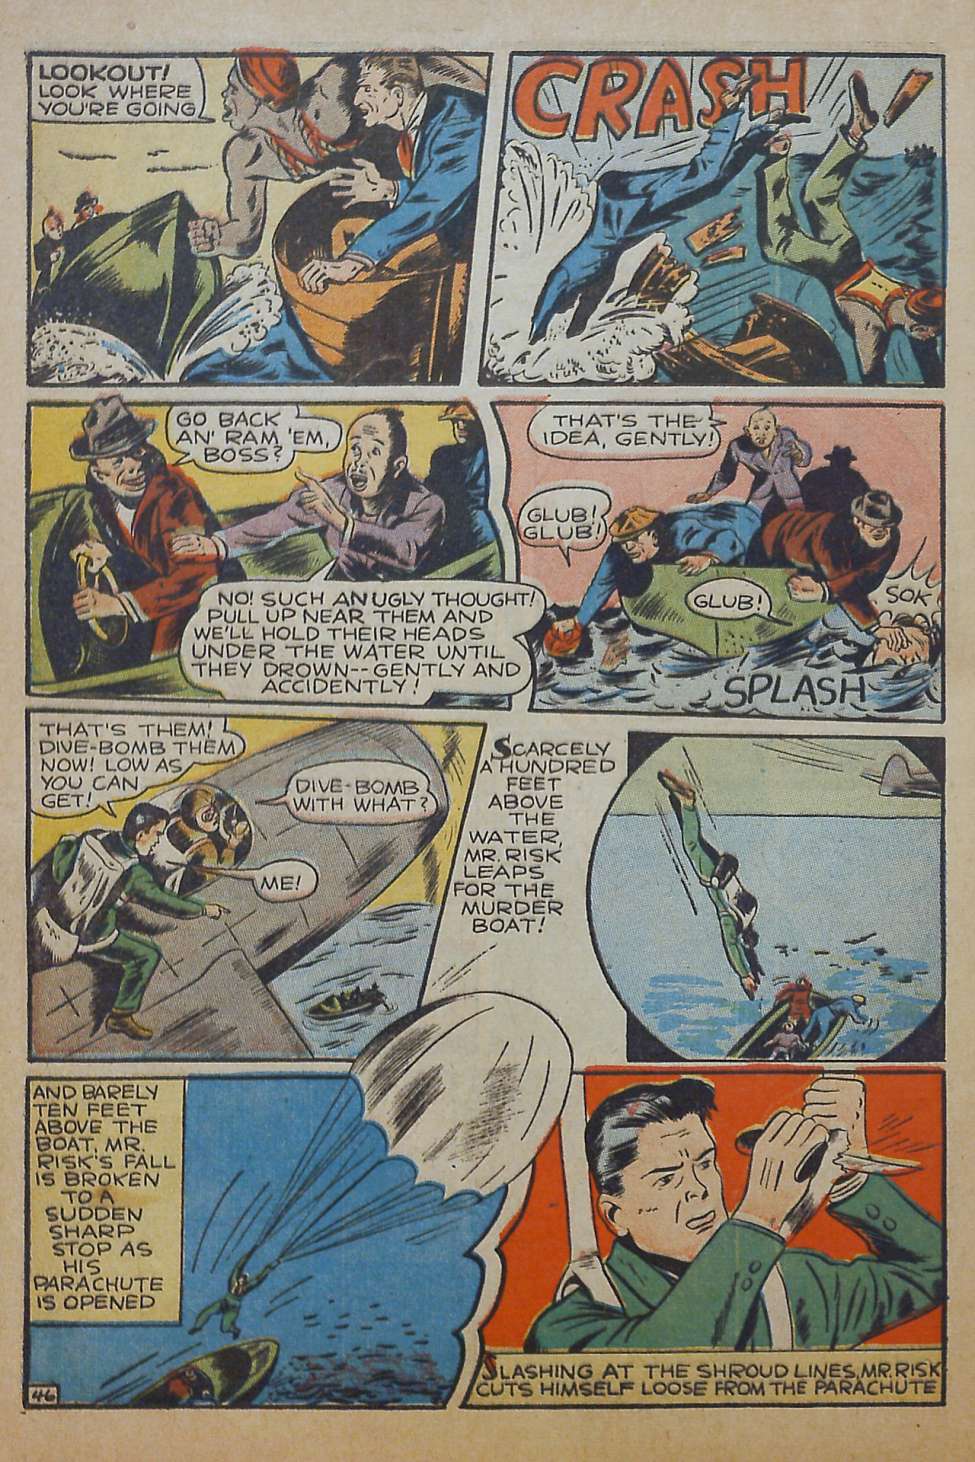 LOOKOUT!
LOOK WHERE
YOU'RE GOING
CRASH
GO BACK
AN' RAM 'EM,
BOSS?
NO! SUCH AN UGLY THOUGHT!
PULL UP NEAR THEM AND
WE'LL HOLD THEIR HEADS
UNDER THE WATER UNTIL
THEY DROWN--GENTLY AND
ACCIDENTLY!
THAT'S THE
IDEA, GENTLY!
GLUB!
GLUB!
GLUB!
SOK
SPLASH
THAT'S THEM!
DIVE-BOMB THEM
NOW! LOW AS
YOU CAN
GET!
DIVE-BOMB
WITH WHAT?
ME!
SCARCELY
A HUNDRED
FEET
ABOVE
THE
WATER,
MR. RISK
LEAPS
FOR THE
MURDER
BOAT!
AND BARELY
TEN FEET
ABOVE THE
BOAT, MR.
RISK'S FALL
IS BROKEN
TO A
SUDDEN
SHARP
STOP AS
HIS
PARACHUTE
IS OPENED
46
SLASHING AT THE SHROUD LINES, MR. RISK
CUTS HIMSELF LOOSE FROM THE PARACHUTE